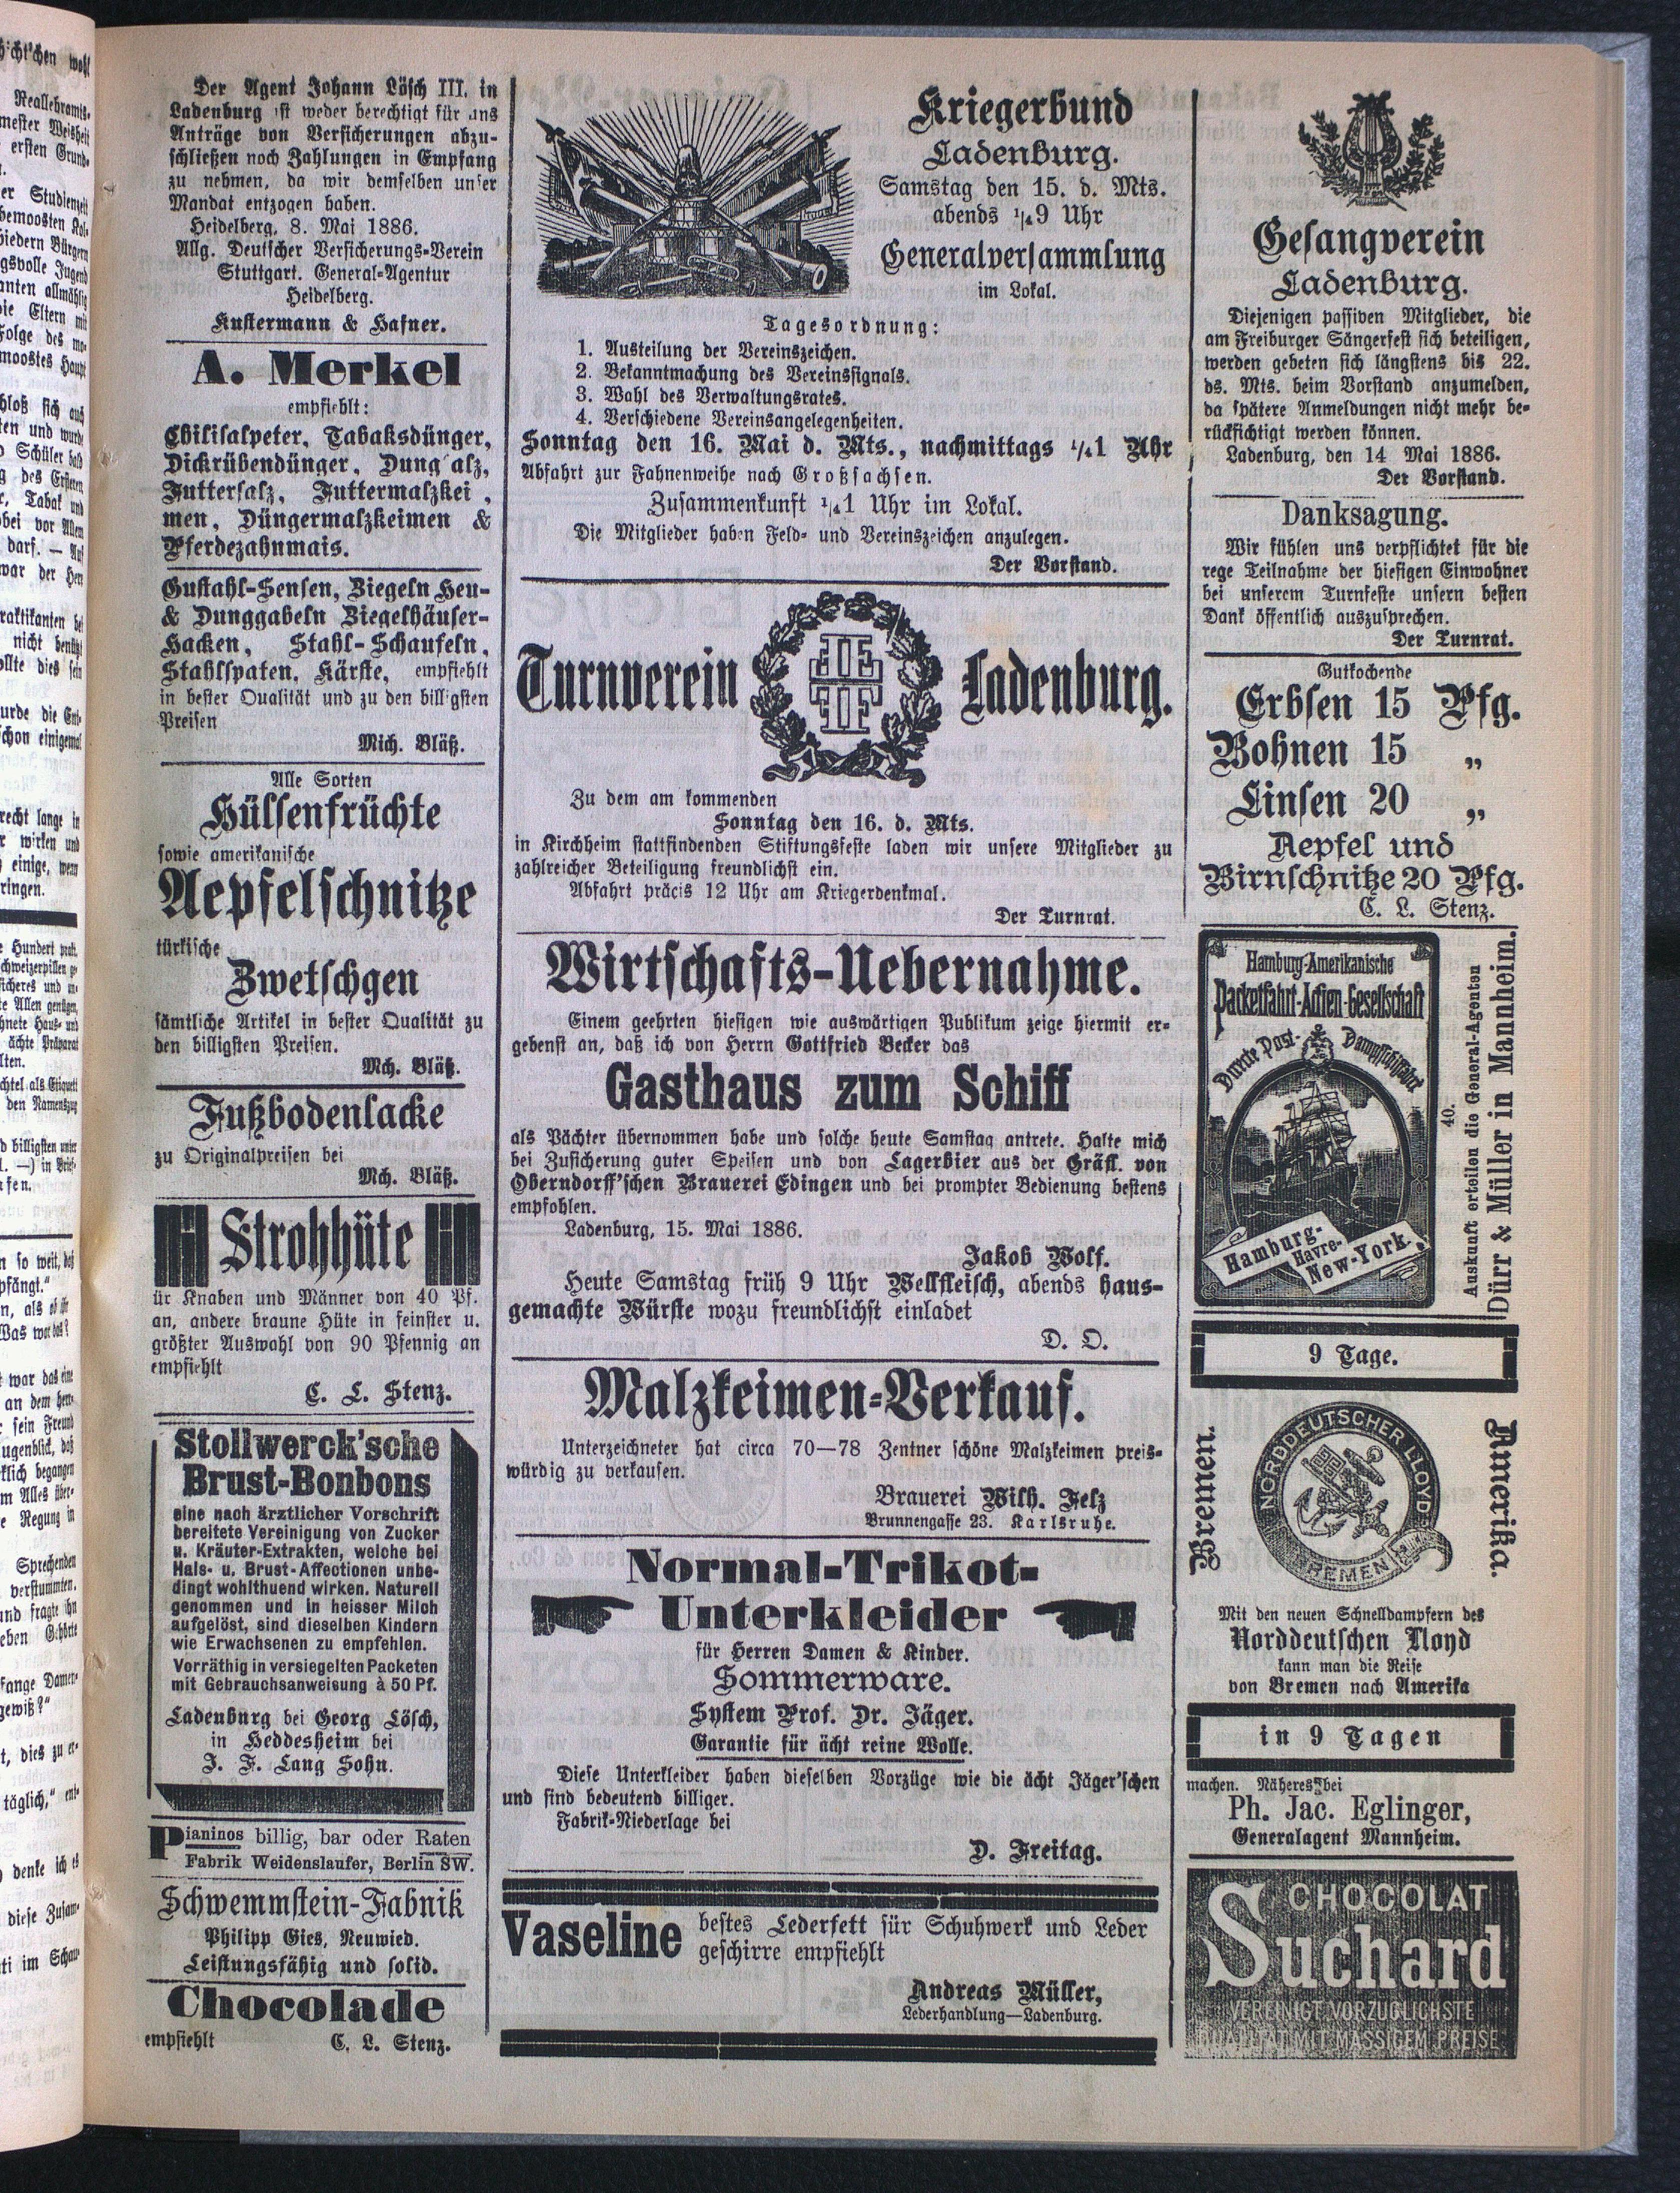 Der Agent Johann Lösch III. in
Ladenburg ist weder berechtigt für uns
Anträge von Versicherungen abzu-
schließen noch Zahlungen in Empfang
zu nehmen, da wir demselben unser
Mandat entzogen haben.
Heidelberg, 8. Mai 1886.
Allg. Deutscher Versicherungs-Verein
Stuttgart. General-Agentur
Heidelberg.
Kustermann & Hafner.
A. Merkel
empfiehlt:
Chilisalpeter, Tabaksdünger,
Dickrübendünger, Dung alz,
Futtersalz, Futtermalzkei ,
men, Düngermalzkeimen &
Pferdezahnmais.
Gustahl-Sensen, Ziegeln Heu-
& Dunggabeln Ziegelhäuser-
Hacken, Stahl-Schaufeln,
Stahlspaten, Kärste, empfiehlt
in bester Qualität und zu den billigsten
Preisen
Mich. Bläß.
Alle Sorten
Hülsenfrüchte
sowie amerikanische
Aepfelschnitze
türkische
Zwetschgen
sämtliche Artikel in bester Qualität zu
den billigsten Preisen.
Mch. Bläß.
Fußbodenlacke
zu Originalpreisen bei
Mch. Bläß.
Strohhüte
ür Knaben und Männer von 40 Pf.
an, andere braune Hüte in feinster u.
größter Auswahl von 90 Pfennig an
empfiehlt
C. L. Stenz.
Stollwerck'sche
Brust-Bonbons
eine nach ärztlicher Vorschrift
bereitete Vereinigung von Zucker
u. Kräuter-Extrakten, welche bei
Hals- u. Brust-Affectionen unbe-
dingt wohlthuend wirken. Naturell
genommen und in heisser Milch
aufgelöst, sind dieselben Kindern
wie Erwachsenen zu empfehlen.
Vorräthig in versiegelten Packeten
mit Gebrauchsanweisung à 50 Pf.
Ladenburg bei Georg Lösch,
in Heddesheim bei
J. F. Lang Sohn.
Pianinos billig, bar oder Raten
Fabrik Weidenslaufer, Berlin SW.
Schwemmstein-Fabnik
Philipp Gies, Neuwied.
Leistungsfähig und solid.
Chocolade
empfiehlt C. L. Stenz.
Kriegerbund
Ladenburg.
Samstag den 15. d. Mts.
abends ¼9 Uhr
Generalversammlung
im Lokal.
Tagesordnung:
1. Austeilung der Vereinszeichen.
2. Bekanntmachung des Vereinssignals.
3. Wahl des Verwaltungsrates.
4. Verschiedene Vereinsangelegenheiten.
Sonntag den 16. Mai d. Mts., nachmittags ¼1 Uhr
Abfahrt zur Fahnenweihe nach Großsachsen.
Zusammenkunft ¼1 Uhr im Lokal.
Die Mitglieder haben Feld- und Vereinszeichen anzulegen.
Der Vorstand.
Turnverein Ladenburg.
Zu dem am kommenden
Sonntag den 16. d. Mts.
in Kirchheim stattfindenden Stiftungsfeste laden wir unsere Mitglieder zu
zahlreicher Beteiligung freundlichst ein.
Abfahrt präcis 12 Uhr am Kriegerdenkmal.
Der Turnrat.
Wirtschafts-Uebernahme.
Einem geehrten hiesigen wie auswärtigen Publikum zeige hiermit er-
gebenst an, daß ich von Herrn Gottfried Becker das
Gasthaus zum Schiff
als Pächter übernommen habe und solche heute Samstag antrete. Halte mich
bei Zusicherung guter Speisen und von Lagerbier aus der Gräfl. von
Oberndorff'schen Brauerei Edingen und bei prompter Bedienung bestens
empfohlen.
Ladenburg, 15. Mai 1886.
Jakob Wolf.
Heute Samstag früh 9 Uhr Wellfleisch, abends haus-
gemachte Würste wozu freundlichst einladet
D. O.
Malzkeimen-Verkauf.
Unterzeichneter hat circa 70—78 Zentner schöne Malzkeimen preis-
würdig zu verkaufen.
Brauerei Wilh. Felz
Brunnengasse 23. Karlsruhe.
Normal-Trikot-
Unterkleider
für Herren Damen & Kinder.
Sommerware.
System Prof. Dr. Jäger.
Garantie für ächt reine Wolle.
Diese Unterkleider haben dieselben Vorzüge wie die ächt Jäger'schen
und sind bedeutend billiger.
Fabrik-Niederlage bei
D. Freitag.
Vaseline bestes Lederfett für Schuhwerk und Leder
geschirre empfiehlt
Andreas Müller,
Lederhandlung—Ladenburg.
Gesangverein
Ladenburg.
Diejenigen passiven Mitglieder, die
am Freiburger Sängerfest sich beteiligen,
werden gebeten sich längstens bis 22.
ds. Mts. beim Vorstand anzumelden,
da spätere Anmeldungen nicht mehr be-
rücksichtigt werden können.
Ladenburg, den 14 Mai 1886.
Der Vorstand.
Danksagung.
Wir fühlen uns verpflichtet für die
rege Teilnahme der hiesigen Einwohner
bei unserem Turnfeste unsern besten
Dank öffentlich auszusprechen.
Der Turnrat.
Gutkochende
Erbsen 15 Pfg.
Bohnen 15 „
Linsen 20 „
Aepfel und
Birnschnitze 20 Pfg.
C. L. Stenz.
Hamburg-Amerikanische
Packetfahrt-Actien-Gesellschaft
Directe Post- Dampfschiffahrt
Hamburg-
Havre-
New-York.
40.
Auskunft erteilen die General-Agenten
Dürr & Müller in Mannheim.
9 Tage.
Bremen.
NORDDEUTSCHER LLOYD
BREMEN
Amerika.
Mit den neuen Schnelldampfern des
Norddeutschen Lloyd
kann man die Reise
von Bremen nach Amerika
in 9 Tagen
machen. Näheres bei
Ph. Jac. Eglinger,
Generalagent Mannheim.
CHOCOLAT
Suchard
VEREINIGT VORZÜGLICHSTE
QUALITÄT MIT MÄSSIGEM PREISE